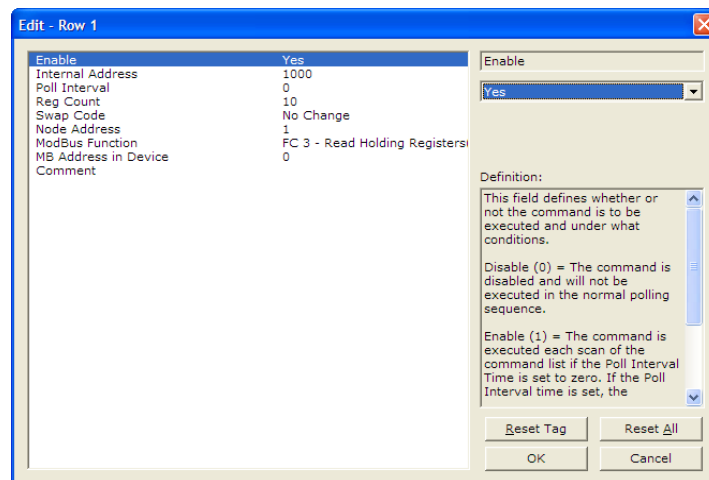 Edit - Row 1
Enable Yes
Internal Address 1000
Poll Interval 0
Reg Count 10
Swap Code No Change
Node Address 1
ModBus Function FC 3 - Read Holding Registers(
MB Address in Device 0
Comment
Enable
Yes
Definition:
This field defines whether or
not the command is to be
executed and under what
conditions.
Disable (0) = The command is
disabled and will not be
executed in the normal polling
sequence.
Enable (1) = The command is
executed each scan of the
command list if the Poll Interval
Time is set to zero. If the Poll
Interval time is set, the
Reset Tag Reset All
OK Cancel